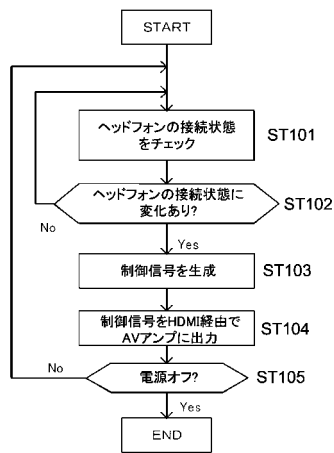 START
ヘッドフォンの接続状態
をチェック
ST101
ヘッドフォンの接続状態に
変化あり?
ST102
No
Yes
制御信号を生成
ST103
制御信号をHDMI経由で
AVアンプに出力
ST104
No
電源オフ?
ST105
Yes
END